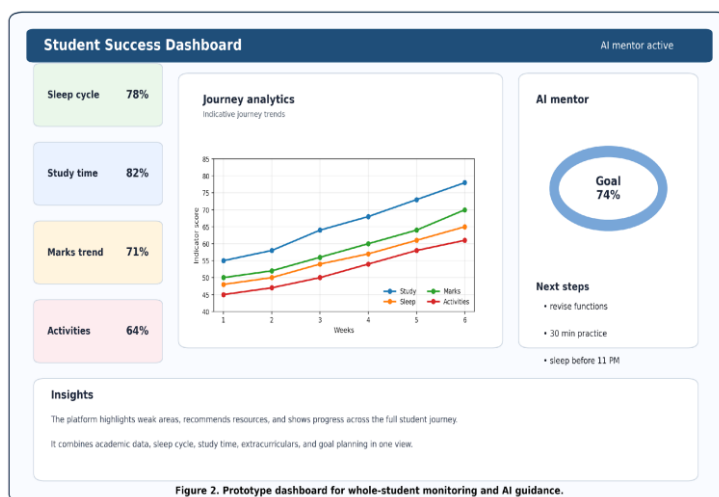 Student Success Dashboard
AI mentor active
Sleep cycle 78%
Study time 82%
Marks trend 71%
Activities 64%
Journey analytics
Indicative journey trends
85
80
75
70
65
60
55
50
45
40
Indicator score
1 2 3 4 5 6
Weeks
Study
Sleep
Marks
Activities
AI mentor
Goal
74%
Next steps
• revise functions
• 30 min practice
• sleep before 11 PM
Insights
The platform highlights weak areas, recommends resources, and shows progress across the full student journey.
It combines academic data, sleep cycle, study time, extracurriculars, and goal planning in one view.
Figure 2. Prototype dashboard for whole-student monitoring and AI guidance.